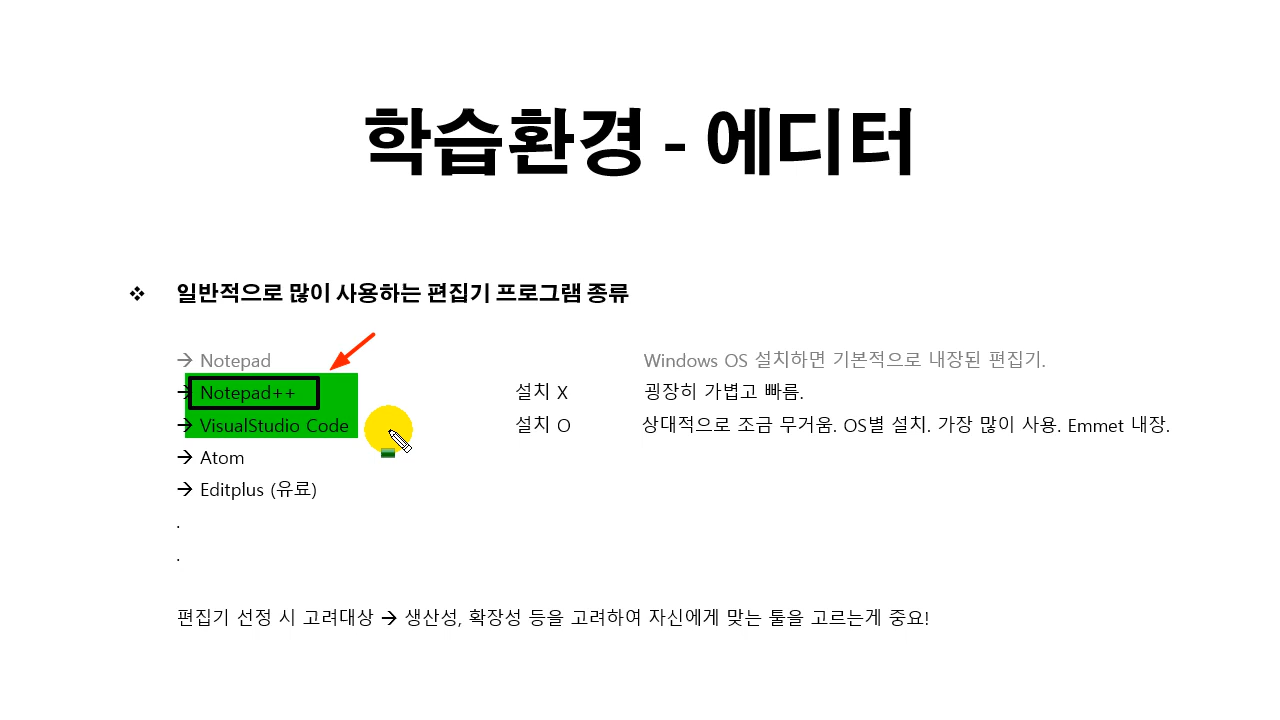 학습환경 - 에디터
❖ 일반적으로 많이 사용하는 편집기 프로그램 종류
→ Notepad Windows OS 설치하면 기본적으로 내장된 편집기.
→ Notepad++ 설치 X 굉장히 가볍고 빠름.
→ VisualStudio Code 설치 O 상대적으로 조금 무거움. OS별 설치. 가장 많이 사용. Emmet 내장.
→ Atom
→ Editplus (유료)
.
.
편집기 선정 시 고려대상 → 생산성, 확장성 등을 고려하여 자신에게 맞는 툴을 고르는게 중요!